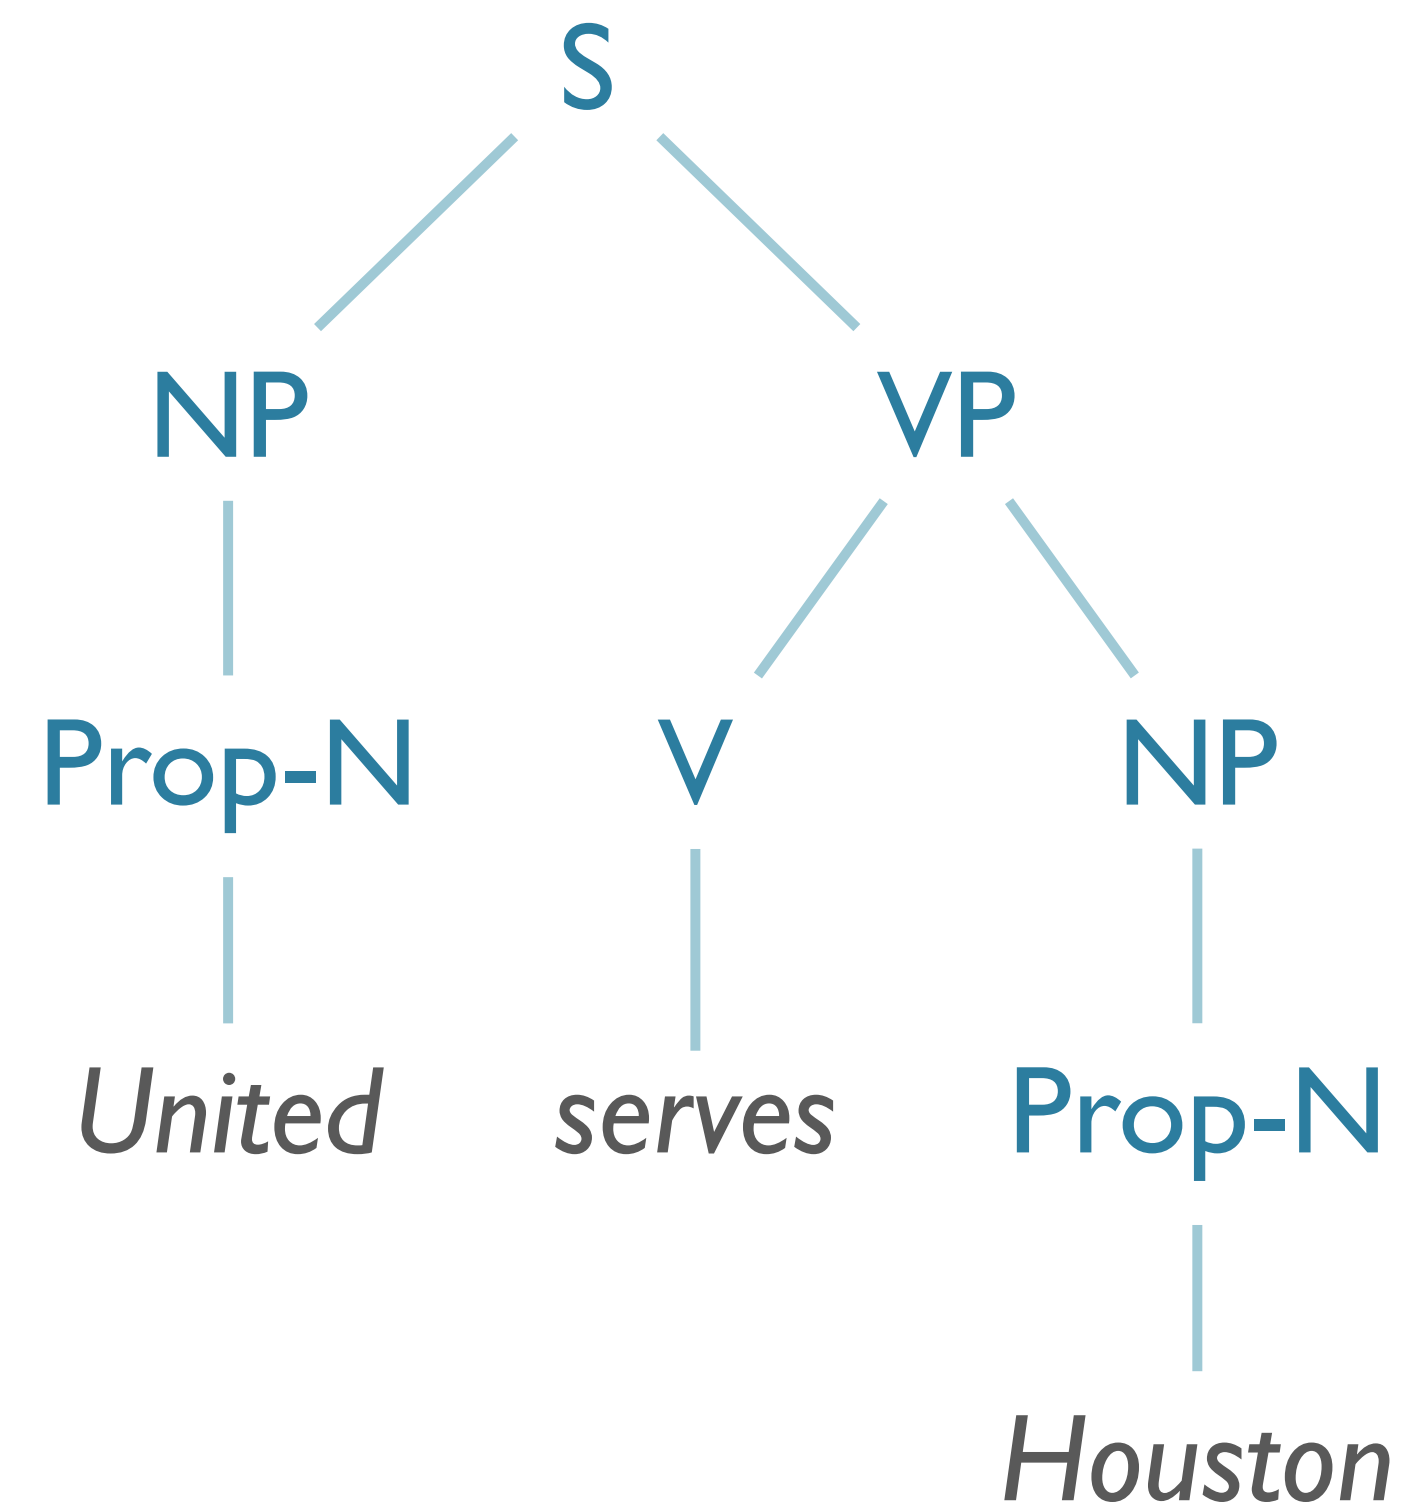 S
NP VP
Prop-N V NP
United serves Prop-N
Houston